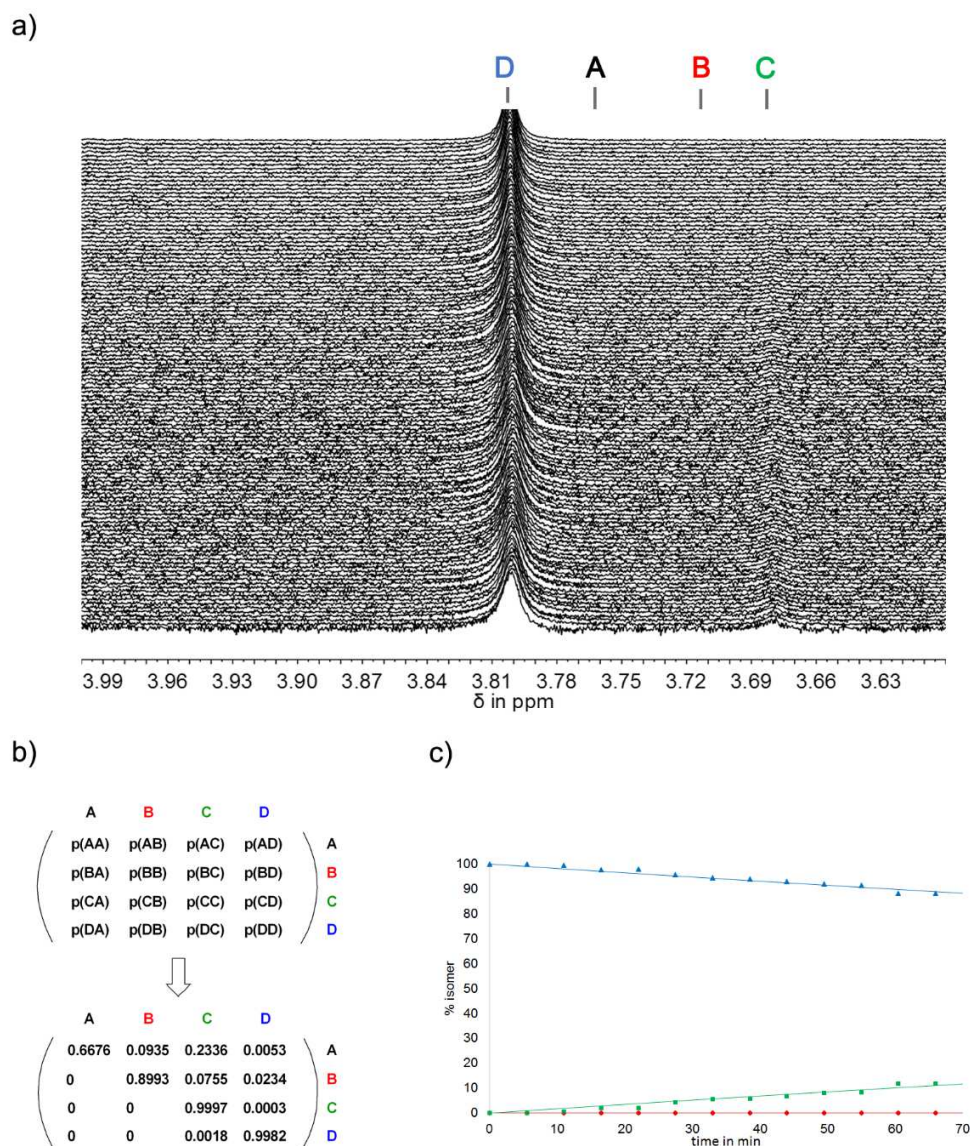 a)
D A B C
3.99 3.96 3.93 3.90 3.87 3.84 3.81 3.78 3.75 3.72 3.69 3.66 3.63
δ in ppm
b)
A B C D
p(AA) p(AB) p(AC) p(AD) A
p(BA) p(BB) p(BC) p(BD) B
p(CA) p(CB) p(CC) p(CD) C
p(DA) p(DB) p(DC) p(DD) D
A B C D
0.6676 0.0935 0.2336 0.0053 A
0 0.8993 0.0755 0.0234 B
0 0 0.9997 0.0003 C
0 0 0.0018 0.9982 D
c)
100
90
80
70
60
50
40
30
20
10
0
% isomer
0 10 20 30 40 50 60 70
time in min